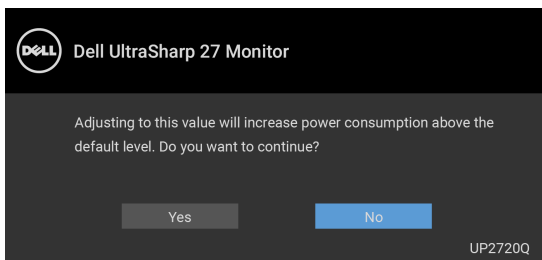 DELL Dell UltraSharp 27 Monitor
Adjusting to this value will increase power consumption above the
default level. Do you want to continue?
Yes No
UP2720Q